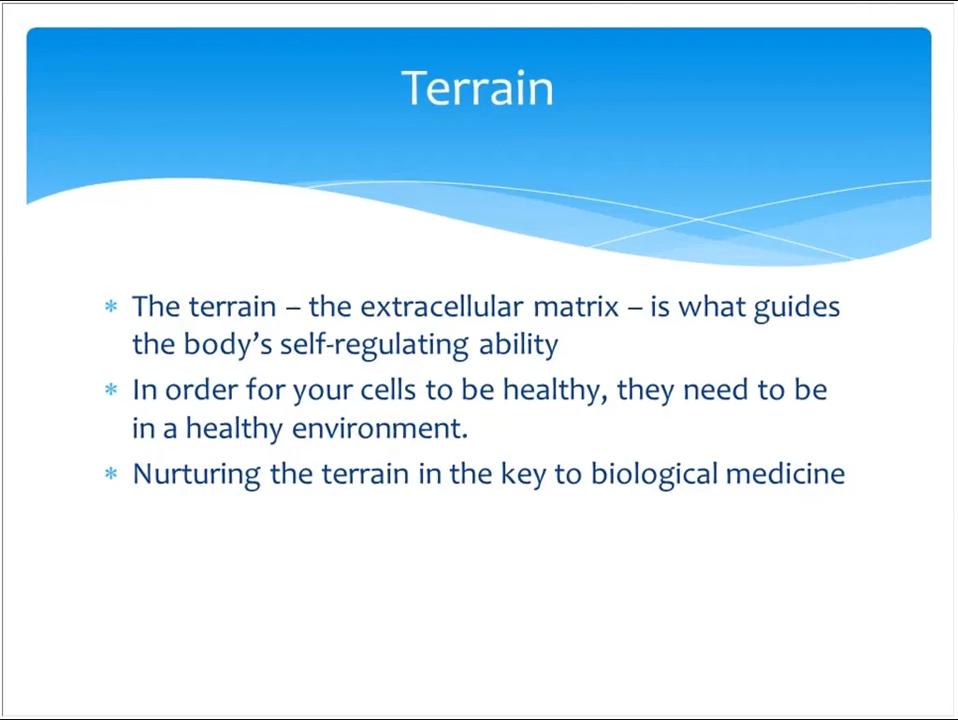 Terrain
* The terrain – the extracellular matrix – is what guides
the body’s self-regulating ability
* In order for your cells to be healthy, they need to be
in a healthy environment.
* Nurturing the terrain in the key to biological medicine